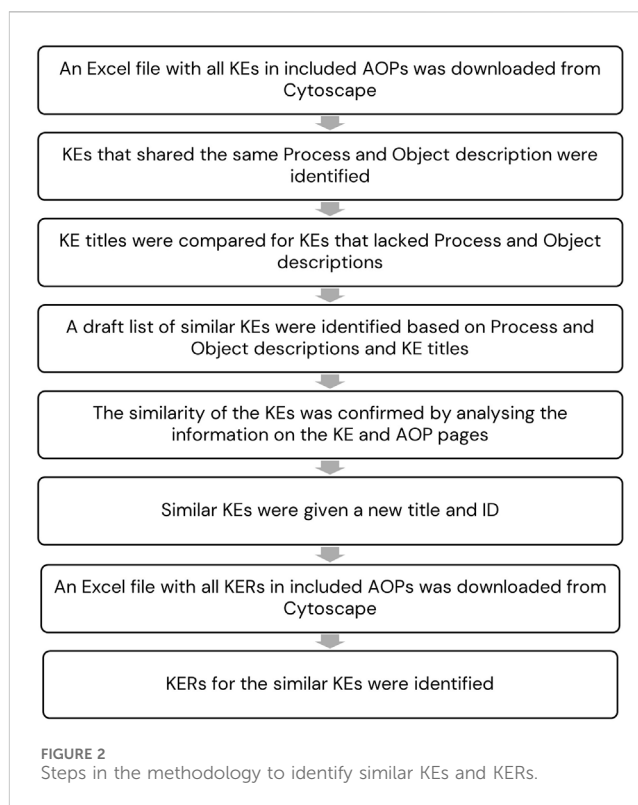 An Excel file with all KEs in included AOPs was downloaded from
Cytoscape
KEs that shared the same Process and Object description were
identified
KE titles were compared for KEs that lacked Process and Object
descriptions
A draft list of similar KEs were identified based on Process and
Object descriptions and KE titles
The similarity of the KEs was confirmed by analysing the
information on the KE and AOP pages
Similar KEs were given a new title and ID
An Excel file with all KERs in included AOPs was downloaded from
Cytoscape
KERs for the similar KEs were identified
FIGURE 2
Steps in the methodology to identify similar KEs and KERs.